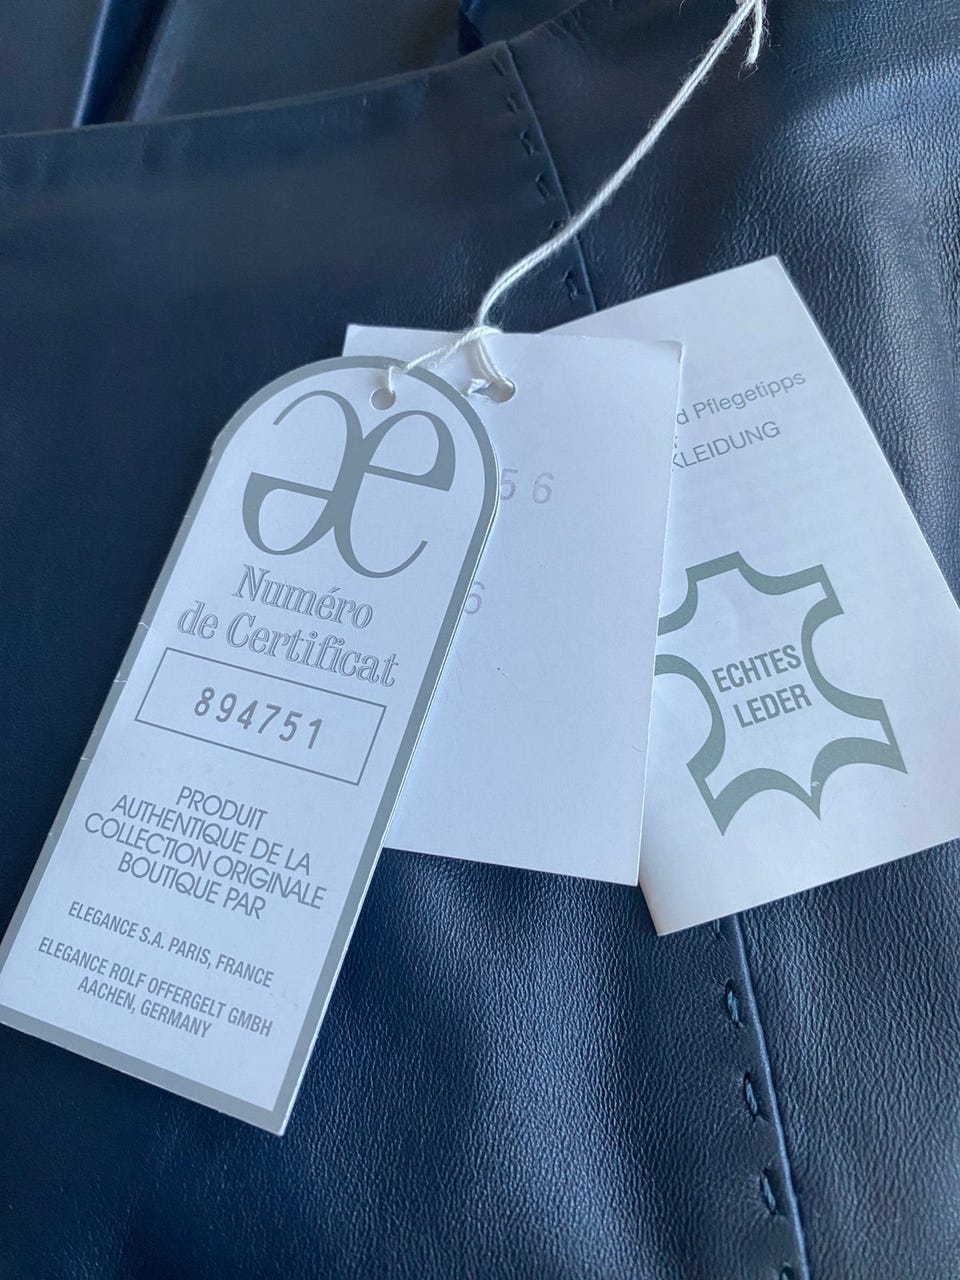 æ
Numéro
de Certificat
894751
PRODUIT
AUTHENTIQUE DE LA
COLLECTION ORIGINALE
BOUTIQUE PAR
ELEGANCE S.A. PARIS, FRANCE
ELEGANCE ROLF OFFERGELT GMBH
AACHEN, GERMANY
56
6
d Pflegetipps
KLEIDUNG
ECHTES
LEDER